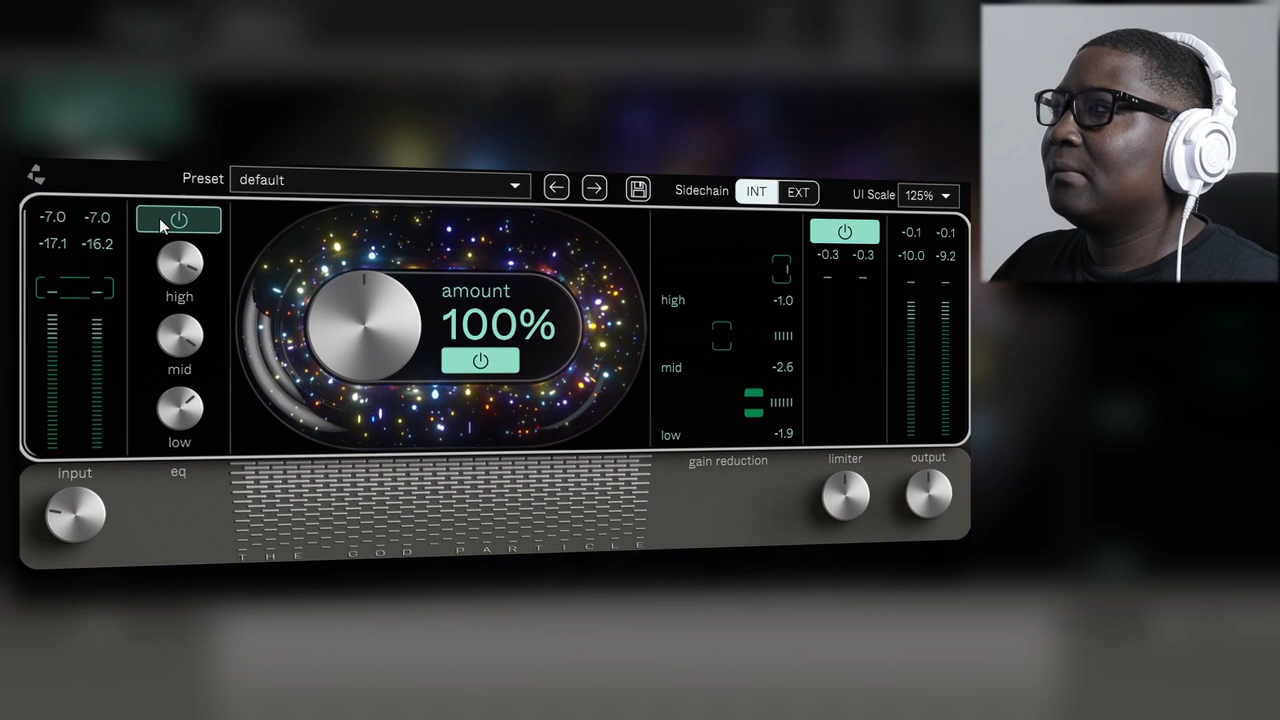 Preset default Sidechain INT EXT UI Scale 125%
-7.0 -7.0
-17.1 -16.2
high
mid
low
input
eq
amount
100%
high -1.0
mid -2.6
low -1.9
gain reduction
-0.3 -0.3
limiter
-0.1 -0.1
-10.0 -9.2
output
THE GOD PARTICLE